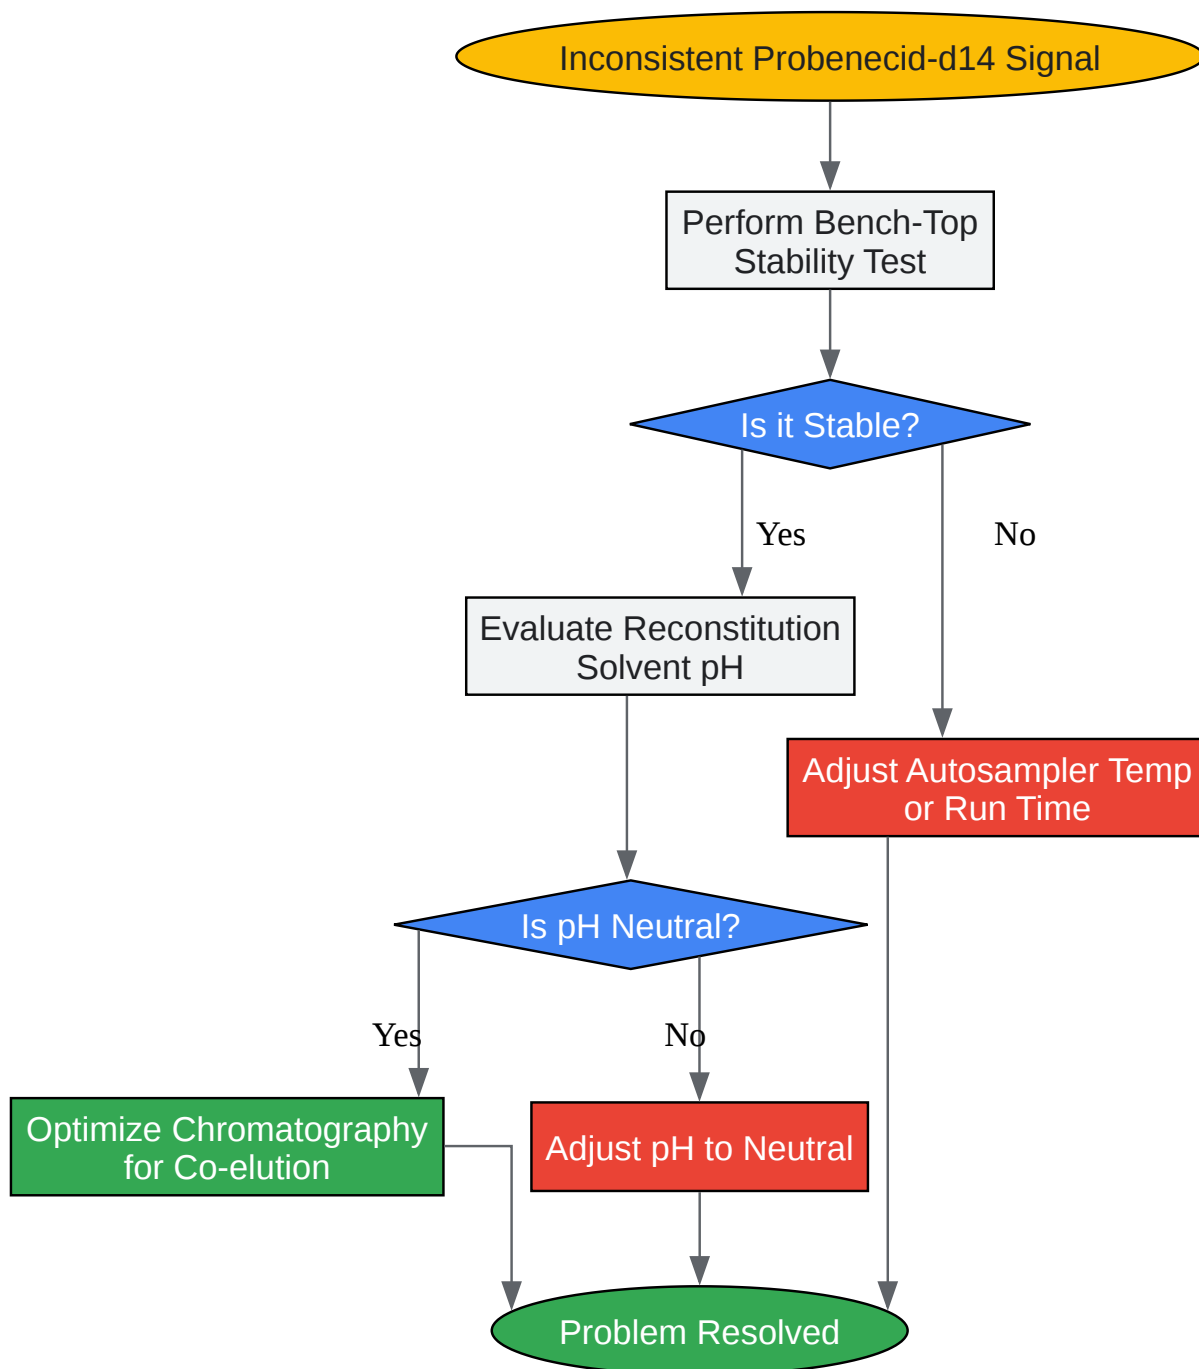 Inconsistent Probenecid-d14 Signal
Perform Bench-Top
Stability Test
Is it Stable?
Yes
No
Evaluate Reconstitution
Solvent pH
Adjust Autosampler Temp
or Run Time
Is pH Neutral?
Yes
No
Optimize Chromatography
for Co-elution
Adjust pH to Neutral
Problem Resolved